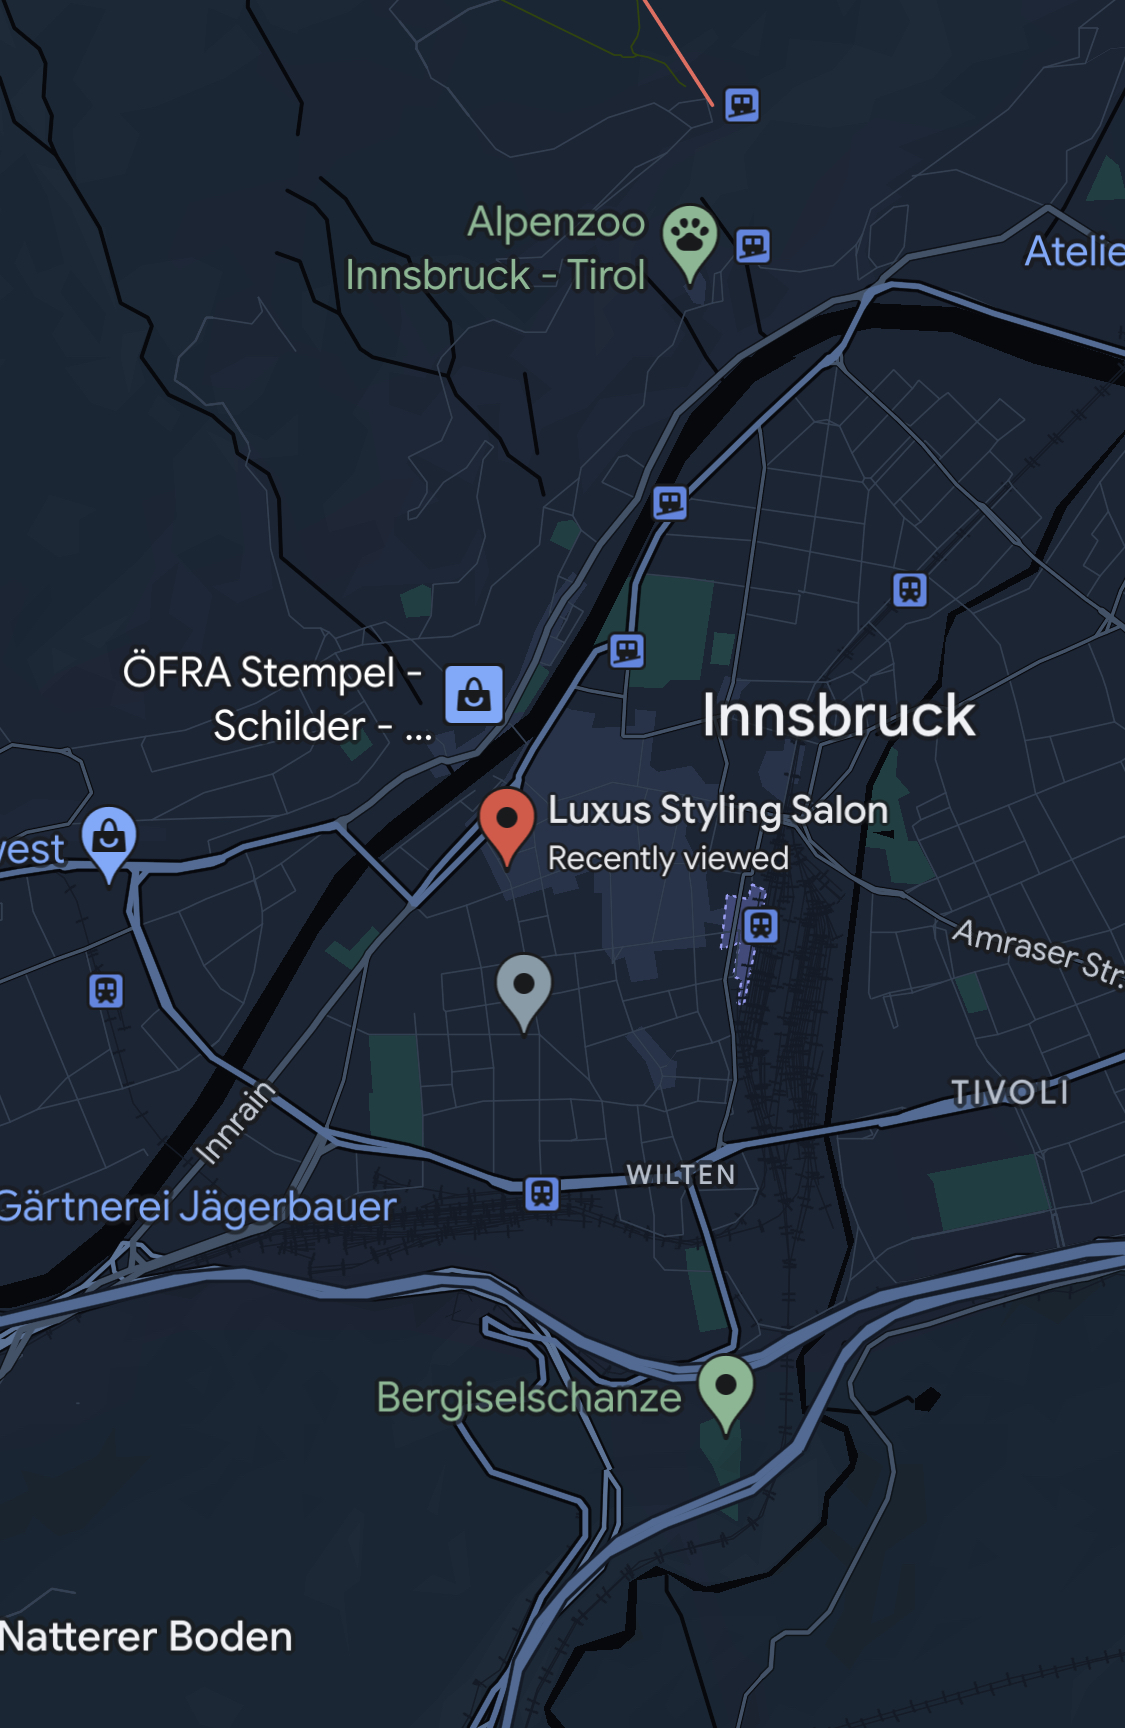 Alpenzoo
Innsbruck - Tirol
Atelie
ÖFRA Stempel -
Schilder - ...
Innsbruck
Luxus Styling Salon
Recently viewed
vest
Amraser Str.
TIVOLI
Innrain
WILTEN
Gärtnerei Jägerbauer
Bergiselschanze
Natterer Boden